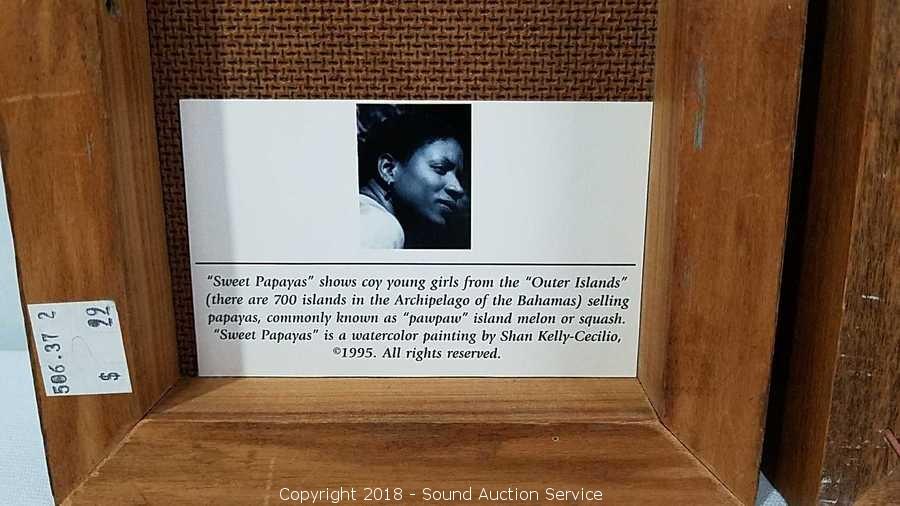 "Sweet Papayas" shows coy young girls from the "Outer Islands"
(there are 700 islands in the Archipelago of the Bahamas) selling
papayas, commonly known as "pawpaw" island melon or squash.
"Sweet Papayas" is a watercolor painting by Shan Kelly-Cecilio,
©1995. All rights reserved.
506.37 2
$ 29
Copyright 2018 - Sound Auction Service